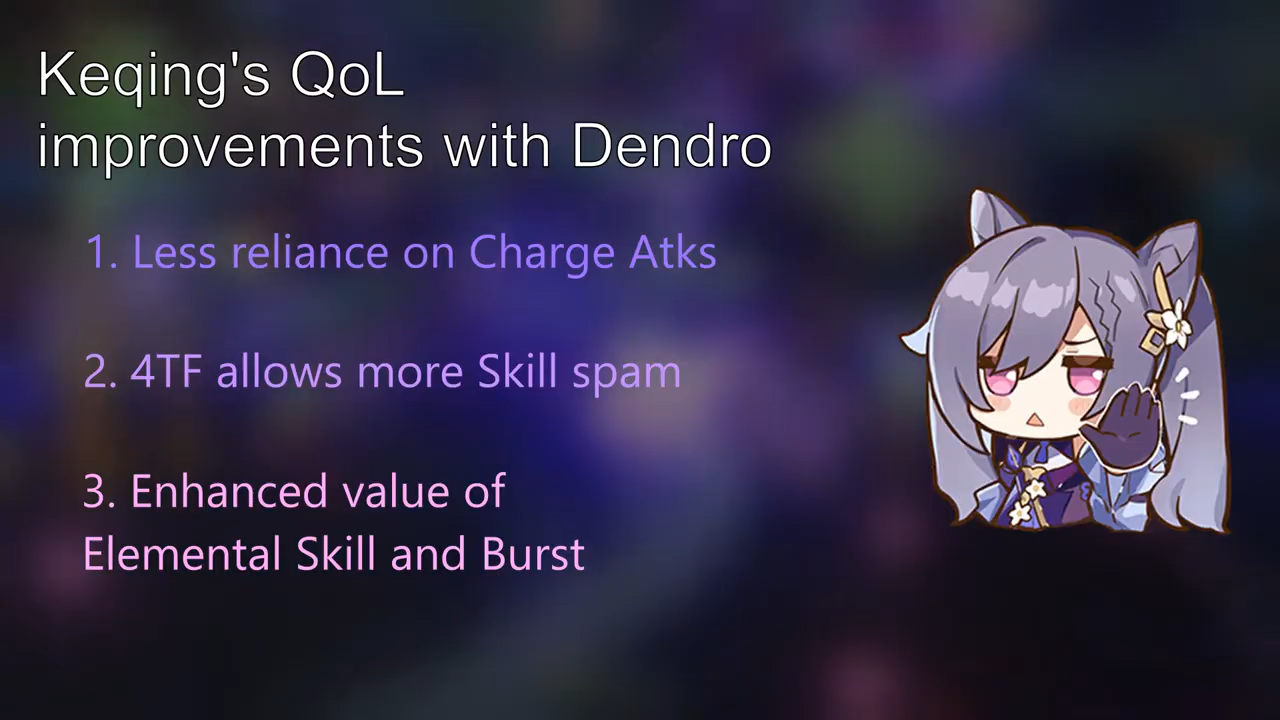 Keqing's QoL
improvements with Dendro
1. Less reliance on Charge Atks
2. 4TF allows more Skill spam
3. Enhanced value of
Elemental Skill and Burst